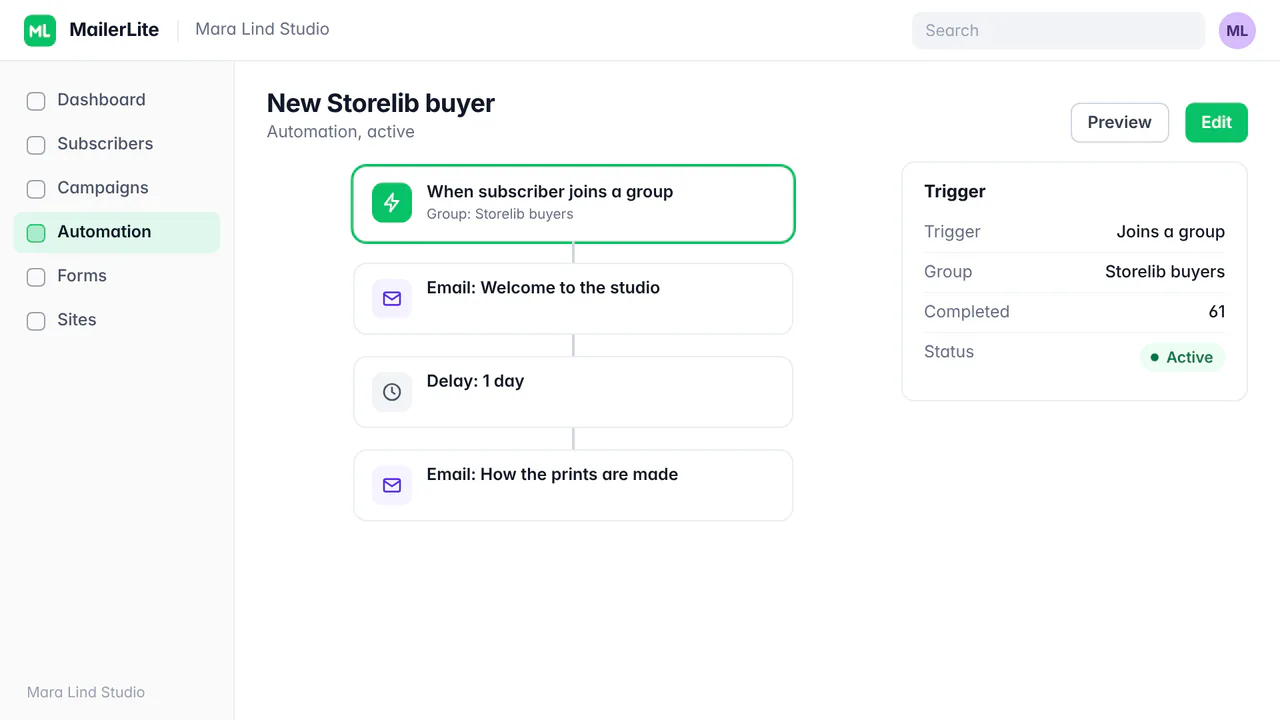 ML MailerLite Mara Lind Studio Search ML
Dashboard
Subscribers
Campaigns
Automation
Forms
Sites
Mara Lind Studio
New Storelib buyer
Automation, active
Preview Edit
When subscriber joins a group
Group: Storelib buyers
Email: Welcome to the studio
Delay: 1 day
Email: How the prints are made
Trigger
Trigger Joins a group
Group Storelib buyers
Completed 61
Status Active